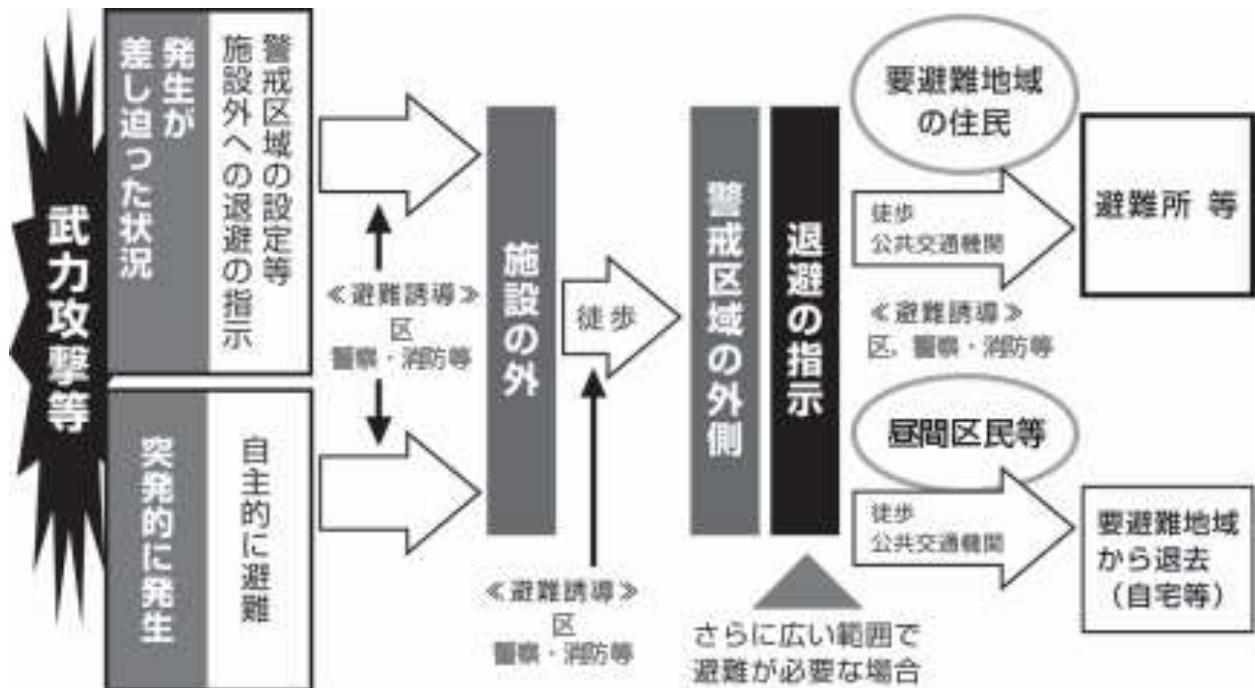 武力攻撃等
発生が
差し迫った状況
警戒区域の設定等
施設外への退避の指示
突発的に発生
自主的に避難
≪避難誘導≫
区
警察・消防等
施設の外
徒歩
≪避難誘導≫
区
警察・消防等
警戒区域の外側
退避の指示
さらに広い範囲で
避難が必要な場合
要避難地域
の住民
徒歩
公共交通機関
≪避難誘導≫
区，警察・消防等
避難所 等
昼間区民等
徒歩
公共交通機関
要避難地域
から退去
（自宅等）